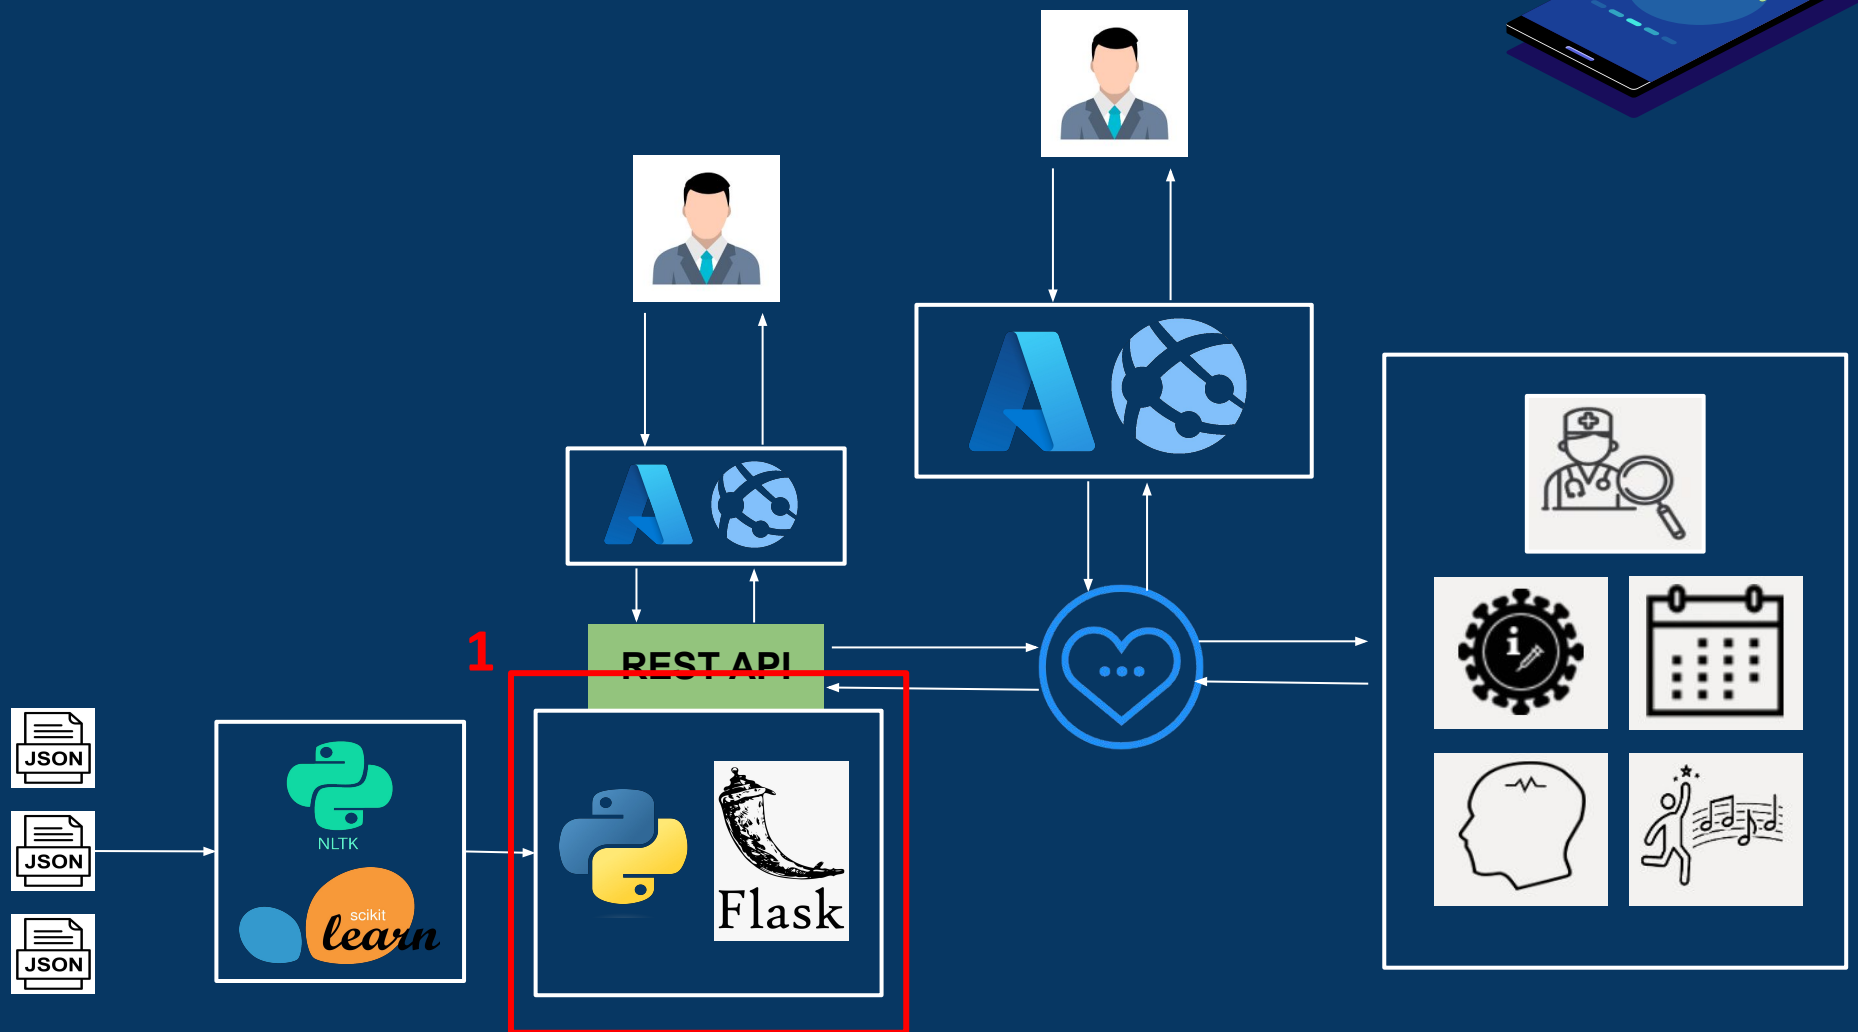 1
REST API
JSON
JSON
JSON
NLTK
scikit
learn
Flask
i